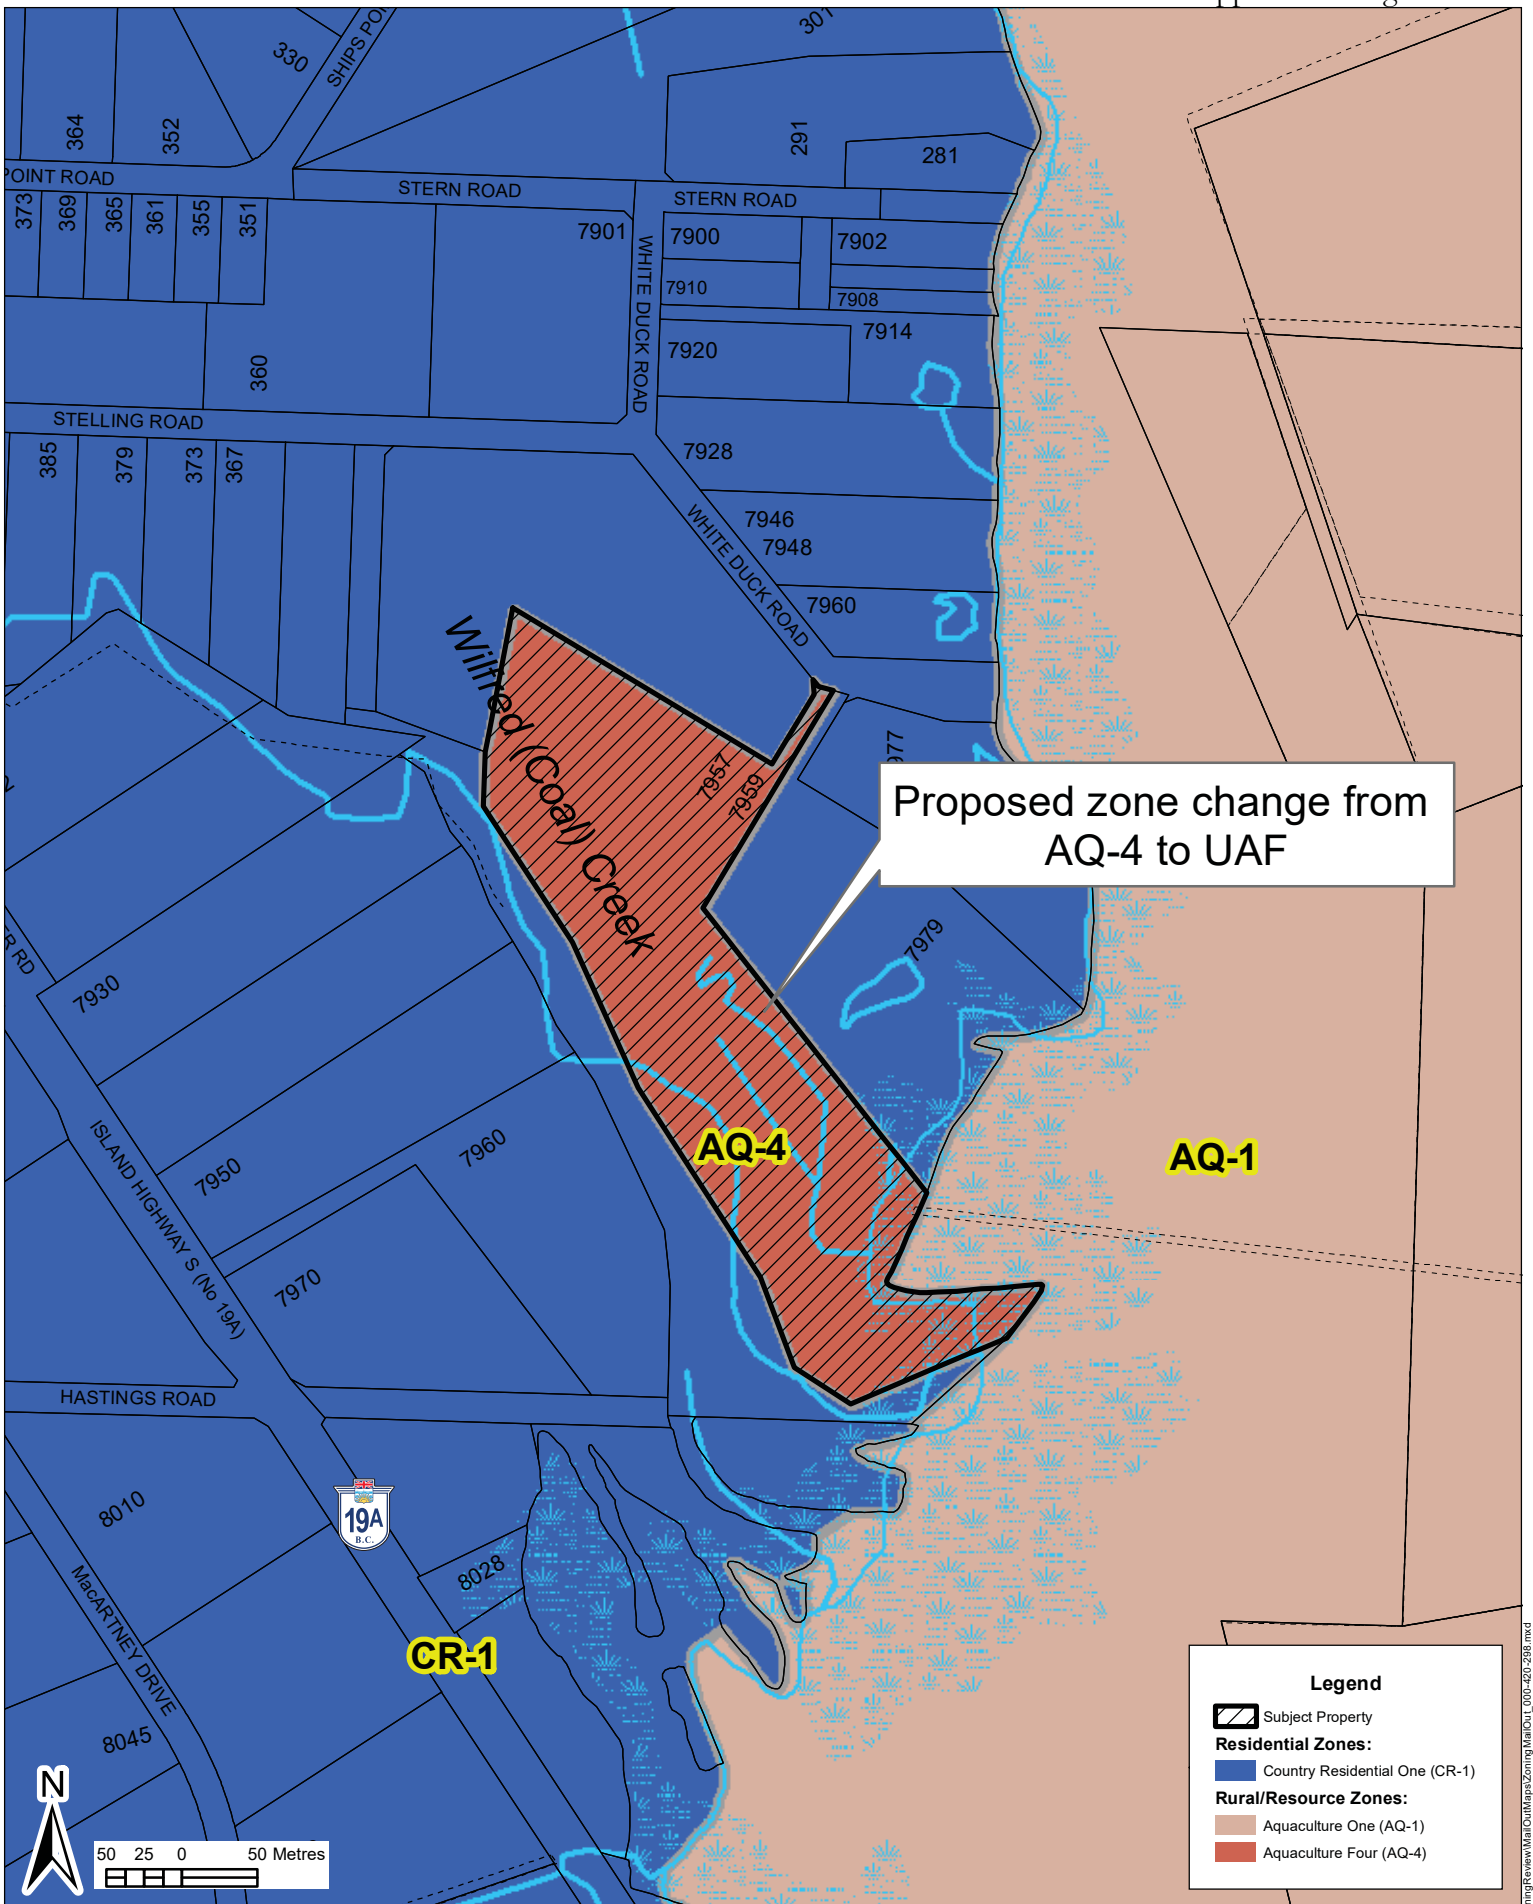 330
301
364
352
291
281
POINT ROAD
STERN ROAD
STERN ROAD
373
369
365
361
355
351
7901
WHITE DUCK ROAD
7900
7902
7910
7908
7914
7920
360
STELLING ROAD
385
379
373
367
7928
WHITE DUCK ROAD
7946
7948
7960
Wilfred (Coal) Creek
7957
7959
Proposed zone change from
AQ-4 to UAF
7979
7930
AQ-4
AQ-1
7960
7950
ISLAND HIGHWAY S (No 19A)
7970
HASTINGS ROAD
8010
19A
B.C.
8028
MacARTNEY DRIVE
CR-1
8045
N
50 25 0 50 Metres
Legend
Subject Property
Residential Zones:
Country Residential One (CR-1)
Rural/Resource Zones:
Aquaculture One (AQ-1)
Aquaculture Four (AQ-4)